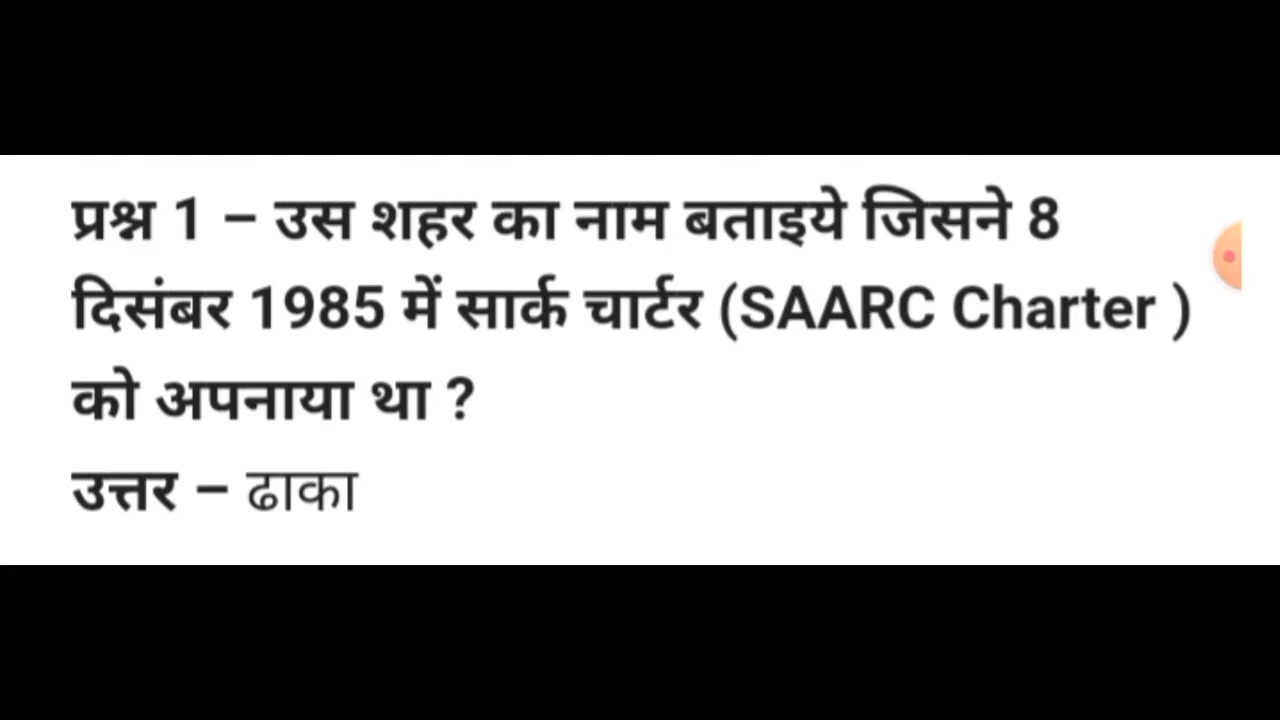 प्रश्न 1 – उस शहर का नाम बताइये जिसने 8
दिसंबर 1985 में सार्क चार्टर (SAARC Charter )
को अपनाया था ?
उत्तर – ढाका